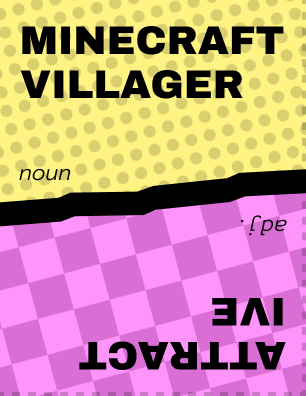 MINECRAFT
VILLAGER
noun
adj.
ATTRACT
IVE